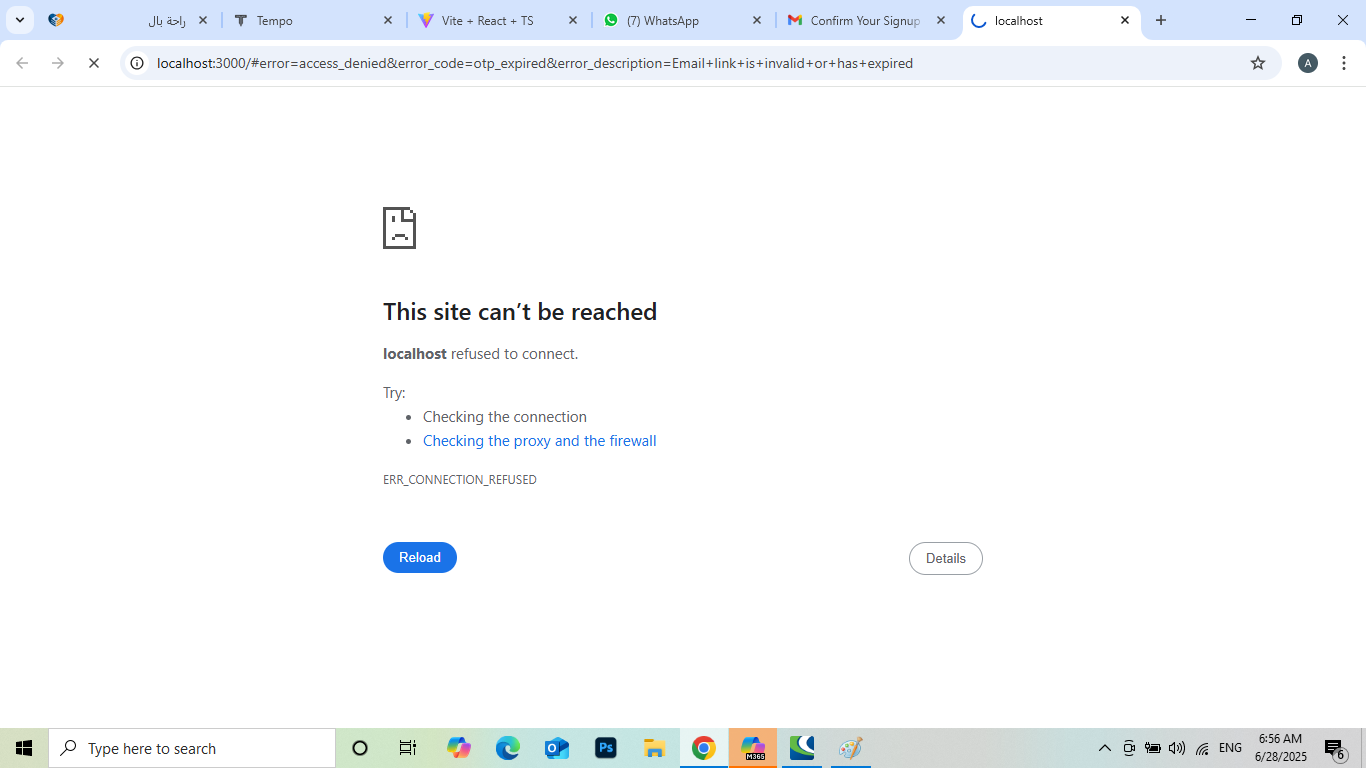 راحة بال
Tempo
Vite + React + TS
(7) WhatsApp
Confirm Your Signup
localhost
localhost:3000/#error=access_denied&error_code=otp_expired&error_description=Email+link+is+invalid+or+has+expired
A
This site can’t be reached
localhost refused to connect.
Try:
Checking the connection
Checking the proxy and the firewall
ERR_CONNECTION_REFUSED
Reload
Details
Type here to search
Ps
M365
ENG
6:56 AM
6/28/2025
6